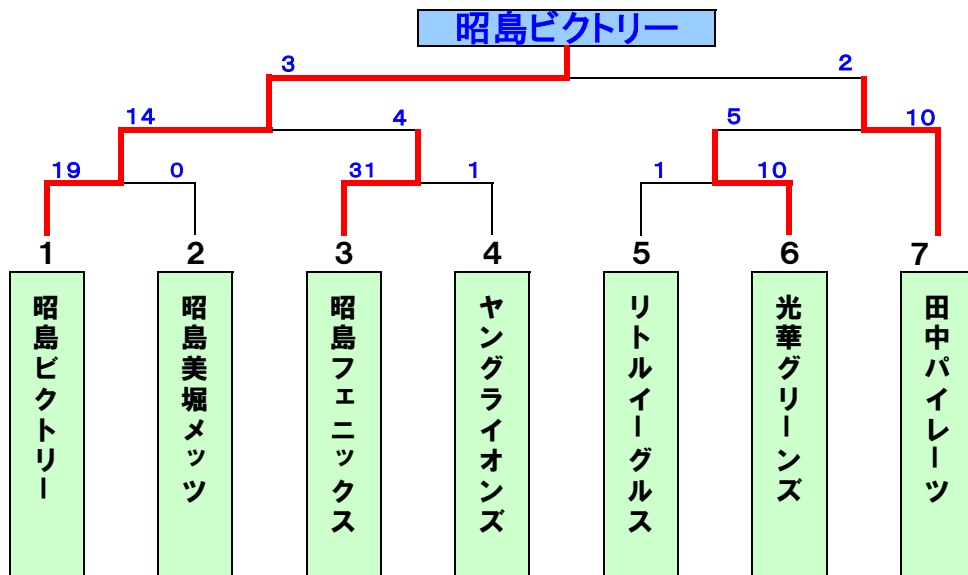 昭島ビクトリー
3 2
14 4 5 10
19 0 31 1 1 10
1 2 3 4 5 6 7
昭島ビクトリー
昭島美堀メッツ
昭島フェニックス
ヤングライオンズ
リトルイーグルス
光華グリーンズ
田中パイレーツ